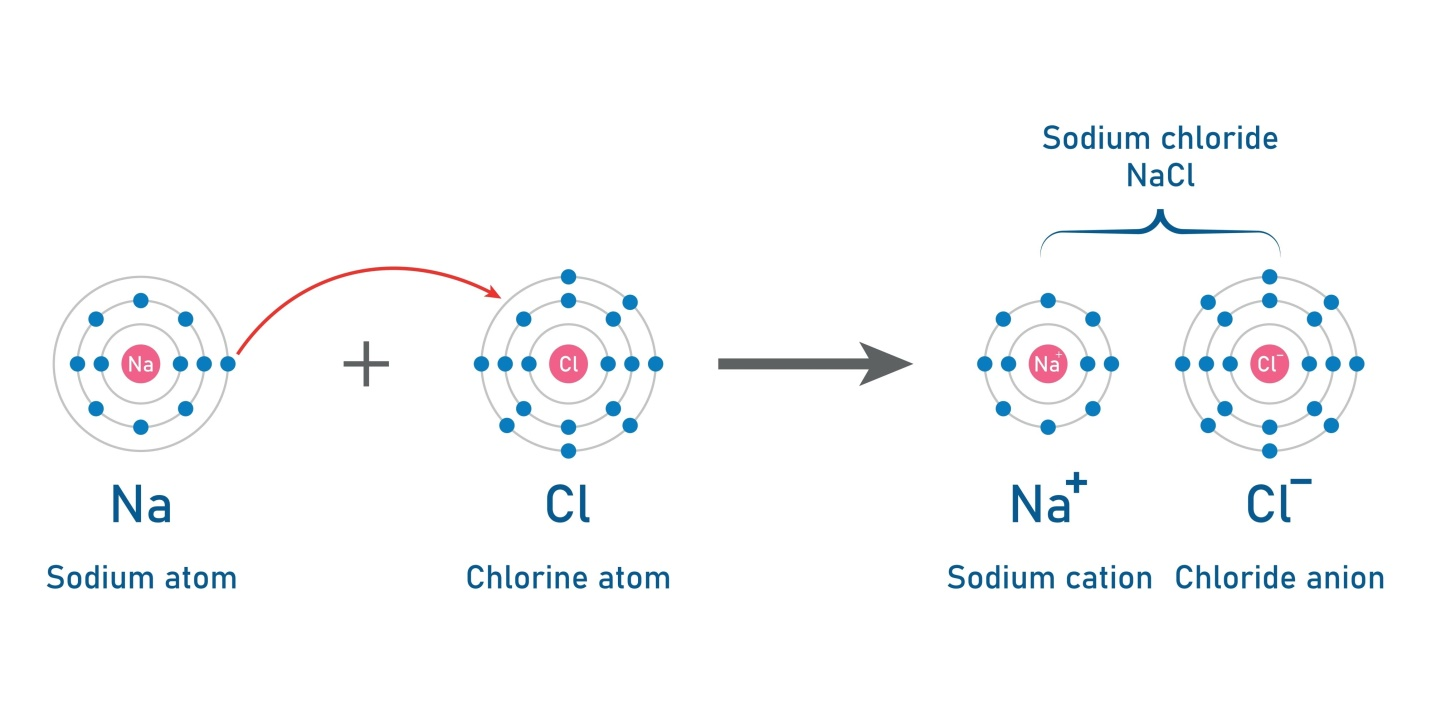 Sodium chloride
NaCl
Na
Cl
Na+
Cl−
Na
Cl
Na+
Cl−
Sodium atom
Chlorine atom
Sodium cation
Chloride anion